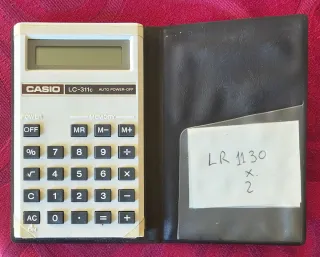 CASIO LC-311c AUTO POWER-OFF
OFF MR M- M+
% 7 8 9 ÷
√ 4 5 6 ×
C 1 2 3 −
AC 0 · = +
LR 1130
x
2